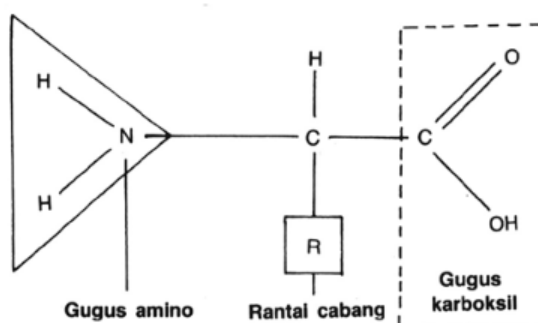 H
H
O
H
N
C
C
R
OH
Gugus amino
Rantai cabang
Gugus
karboksil